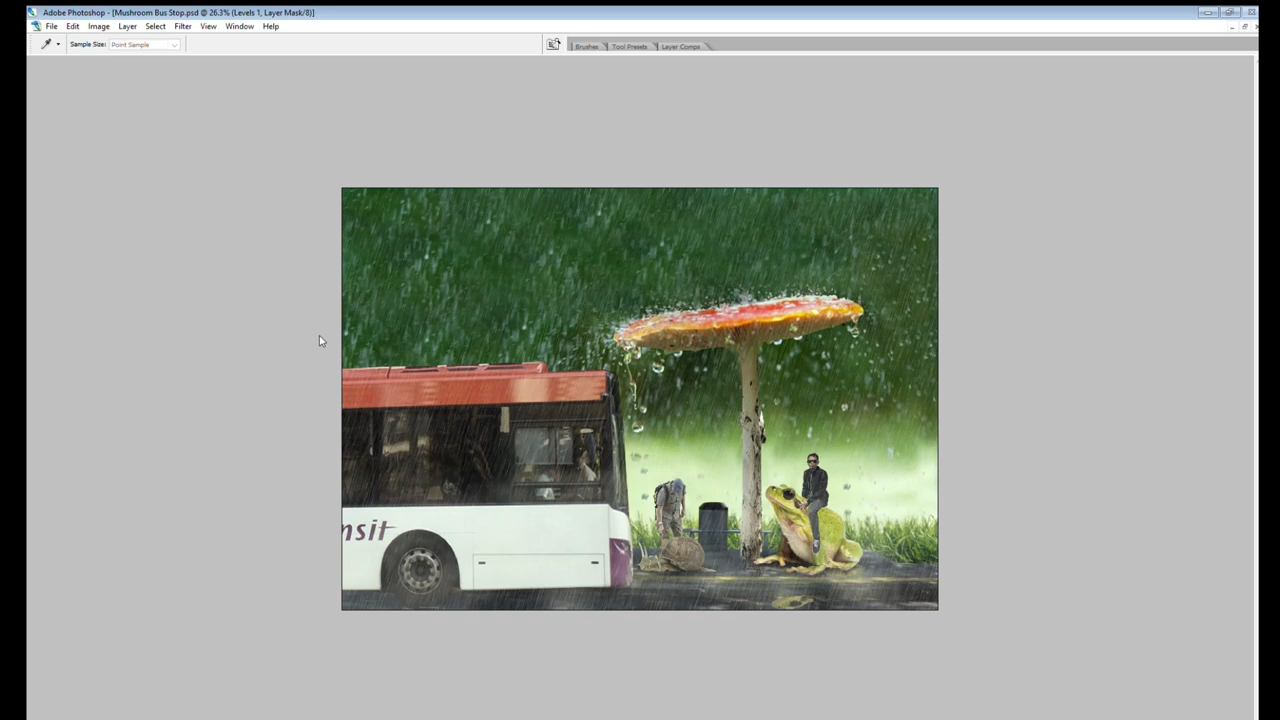 Adobe Photoshop - [Mushroom Bus Stop.psd @ 26.3% (Levels 1, Layer Mask/8)]
File Edit Image Layer Select Filter View Window Help
Sample Size: Point Sample Brushes Tool Presets Layer Comps
nsit